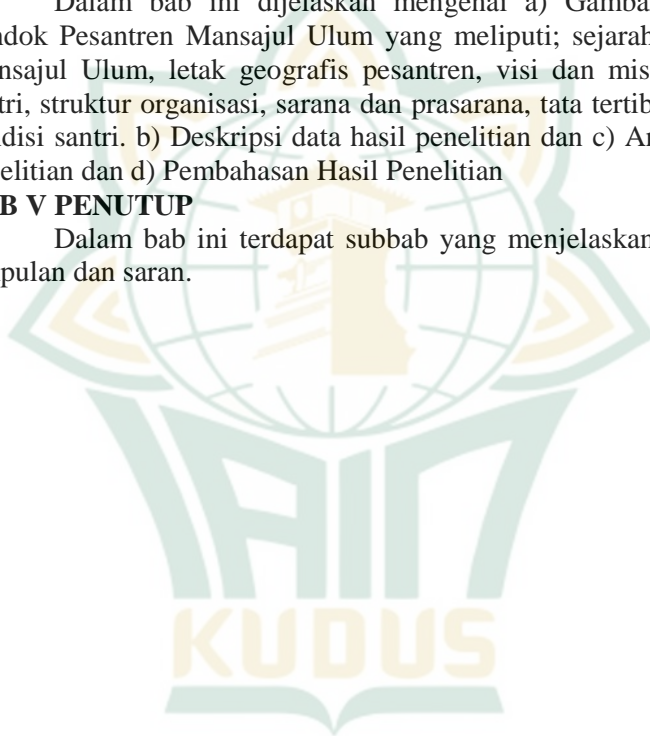 Dalam bab ini dijelaskan mengenai a) Gamba
ndok Pesantren Mansajul Ulum yang meliputi; sejarah
nsajul Ulum, letak geografis pesantren, visi dan mis
tri, struktur organisasi, sarana dan prasarana, tata tertib
ndisi santri. b) Deskripsi data hasil penelitian dan c) An
elitian dan d) Pembahasan Hasil Penelitian
B V PENUTUP
Dalam bab ini terdapat subbab yang menjelaskan
pulan dan saran.
IAIN
KUDUS